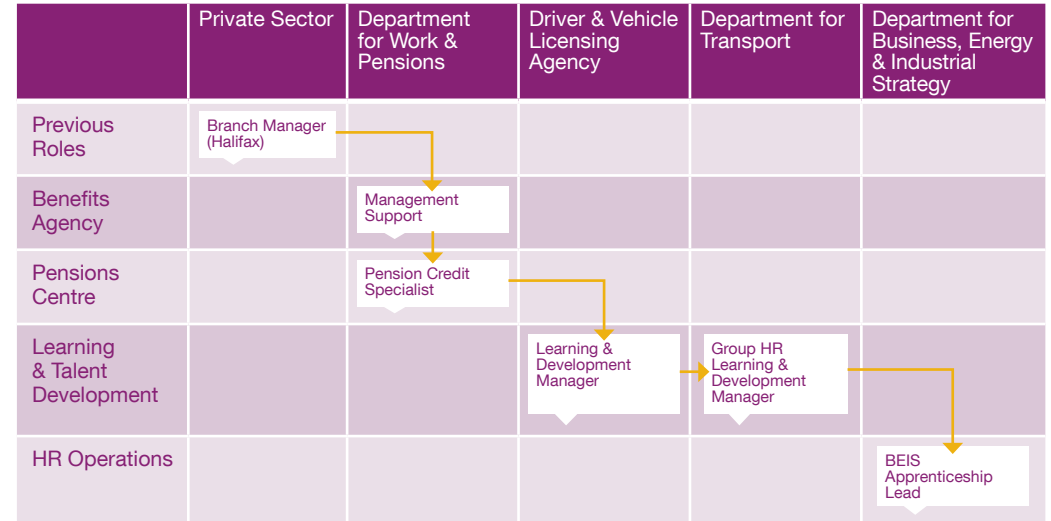 Private Sector
Department
for Work &
Pensions
Driver & Vehicle
Licensing
Agency
Department for
Transport
Department for
Business, Energy
& Industrial
Strategy
Previous
Roles
Branch Manager
(Halifax)
Benefits
Agency
Management
Support
Pensions
Centre
Pension Credit
Specialist
Learning
& Talent
Development
Learning &
Development
Manager
Group HR
Learning &
Development
Manager
HR Operations
BEIS
Apprenticeship
Lead